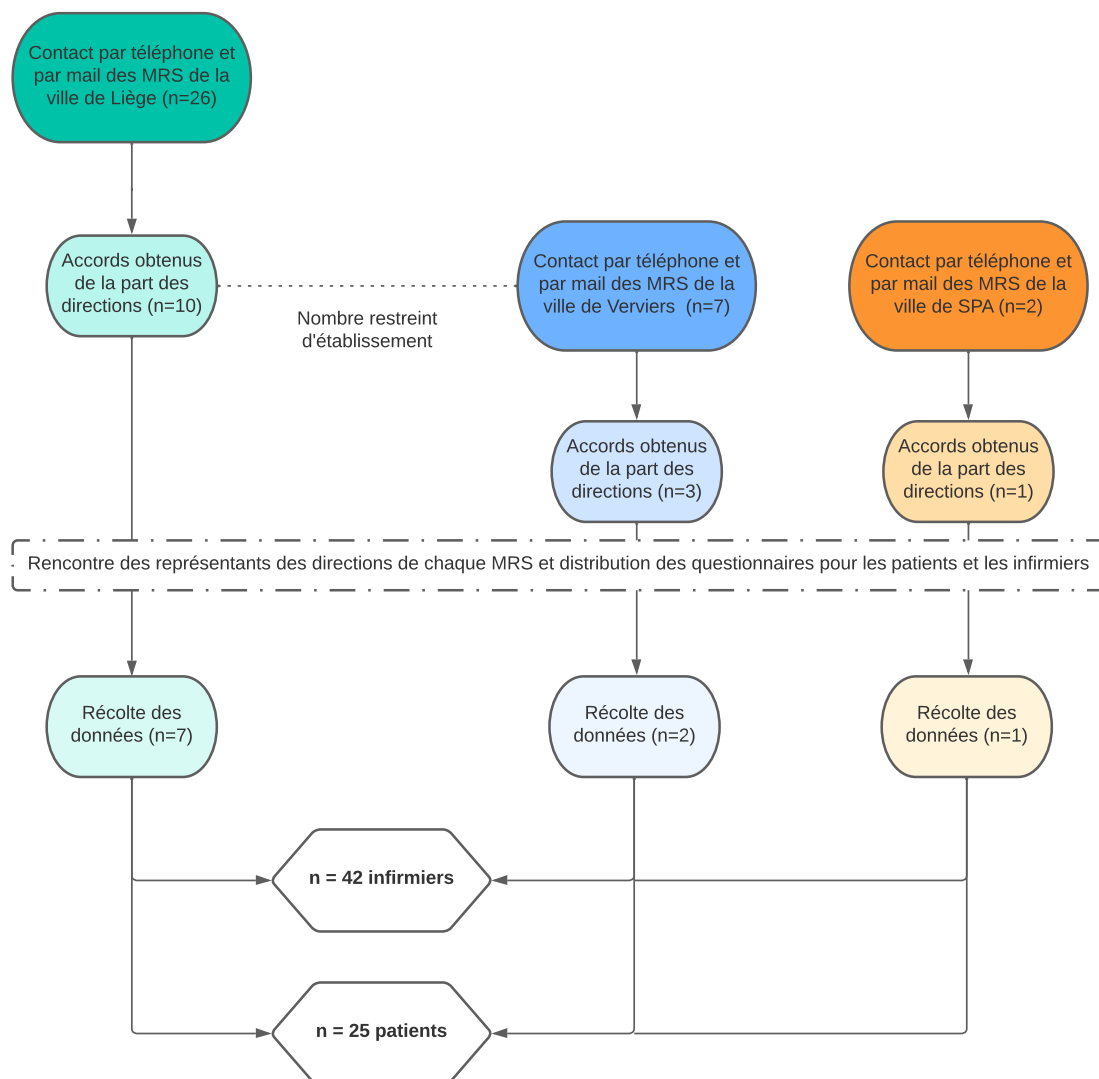 Contact par téléphone et
par mail des MRS de la
ville de Liège (n=26)
Accords obtenus
de la part des
directions (n=10)
Nombre restreint
d'établissement
Contact par téléphone et
par mail des MRS de la
ville de Verviers  (n=7)
Contact par téléphone et
par mail des MRS de la
ville de SPA (n=2)
Accords obtenus
de la part des
directions (n=3)
Accords obtenus
de la part des
directions (n=1)
Rencontre des représentants des directions de chaque MRS et distribution des questionnaires pour les patients et les infirmiers
Récolte des
données (n=7)
Récolte des
données (n=2)
Récolte des
données (n=1)
n = 42 infirmiers
n = 25 patients